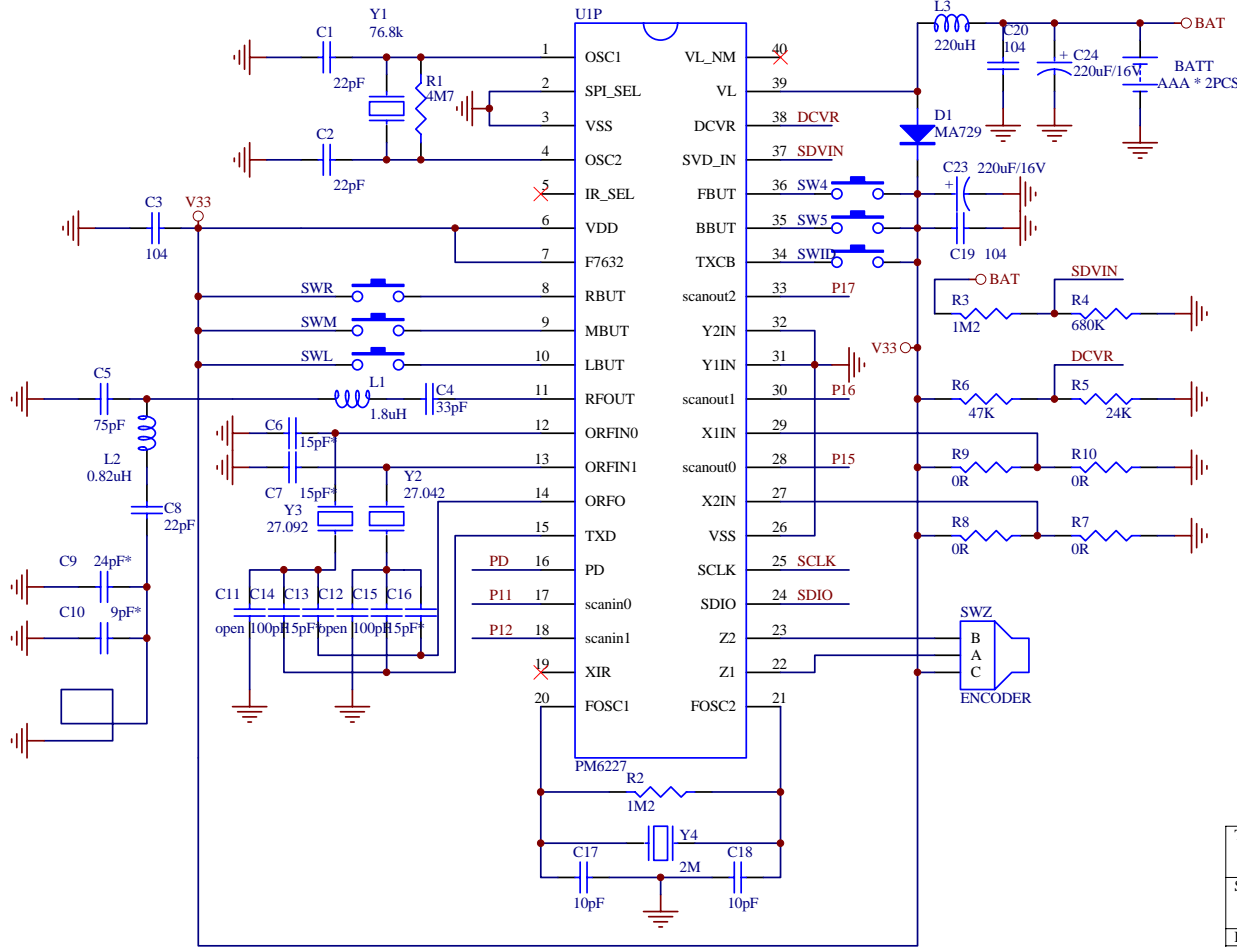 U1P
Y1
76.8k
C1
22pF
R1
4M7
C2
22pF
C3
104
V33
SWR
SWM
SWL
C5
75pF
L1
1.8uH
C4
33pF
C6
15pF*
C7
15pF*
L2
0.82uH
C8
22pF
Y3
27.092
Y2
27.042
C9
24pF*
C10
9pF*
C11
C14
C13
C12
C15
C16
open
100pF
15pF*
open
100pF
15pF*
PD
P11
P12
1 OSC1
2 SPI_SEL
3 VSS
4 OSC2
5 IR_SEL
6 VDD
7 F7632
8 RBUT
9 MBUT
10 LBUT
11 RFOUT
12 ORFIN0
13 ORFIN1
14 ORFO
15 TXD
16 PD
17 scanin0
18 scanin1
19 XIR
20 FOSC1
VL_NM 40
VL 39
DCVR 38 DCVR
SVD_IN 37 SDVIN
FBUT 36 SW4
BBUT 35 SW5
TXCB 34 SWID
scanout2 33 P17
Y2IN 32
Y1IN 31
scanout1 30 P16
X1IN 29
scanout0 28 P15
X2IN 27
VSS 26
SCLK 25 SCLK
SDIO 24 SDIO
Z2 23
Z1 22
FOSC2 21
PM6227
R2
1M2
Y4
2M
C17
10pF
C18
10pF
L3
220uH
BAT
C20
104
+ C24
220uF/16V
BATT
AAA * 2PCS
D1
MA729
C23 220uF/16V
+
C19 104
BAT
SDVIN
R3
1M2
R4
680K
V33
DCVR
R6
47K
R5
24K
R9
0R
R10
0R
R8
0R
R7
0R
SWZ
B
A
C
ENCODER